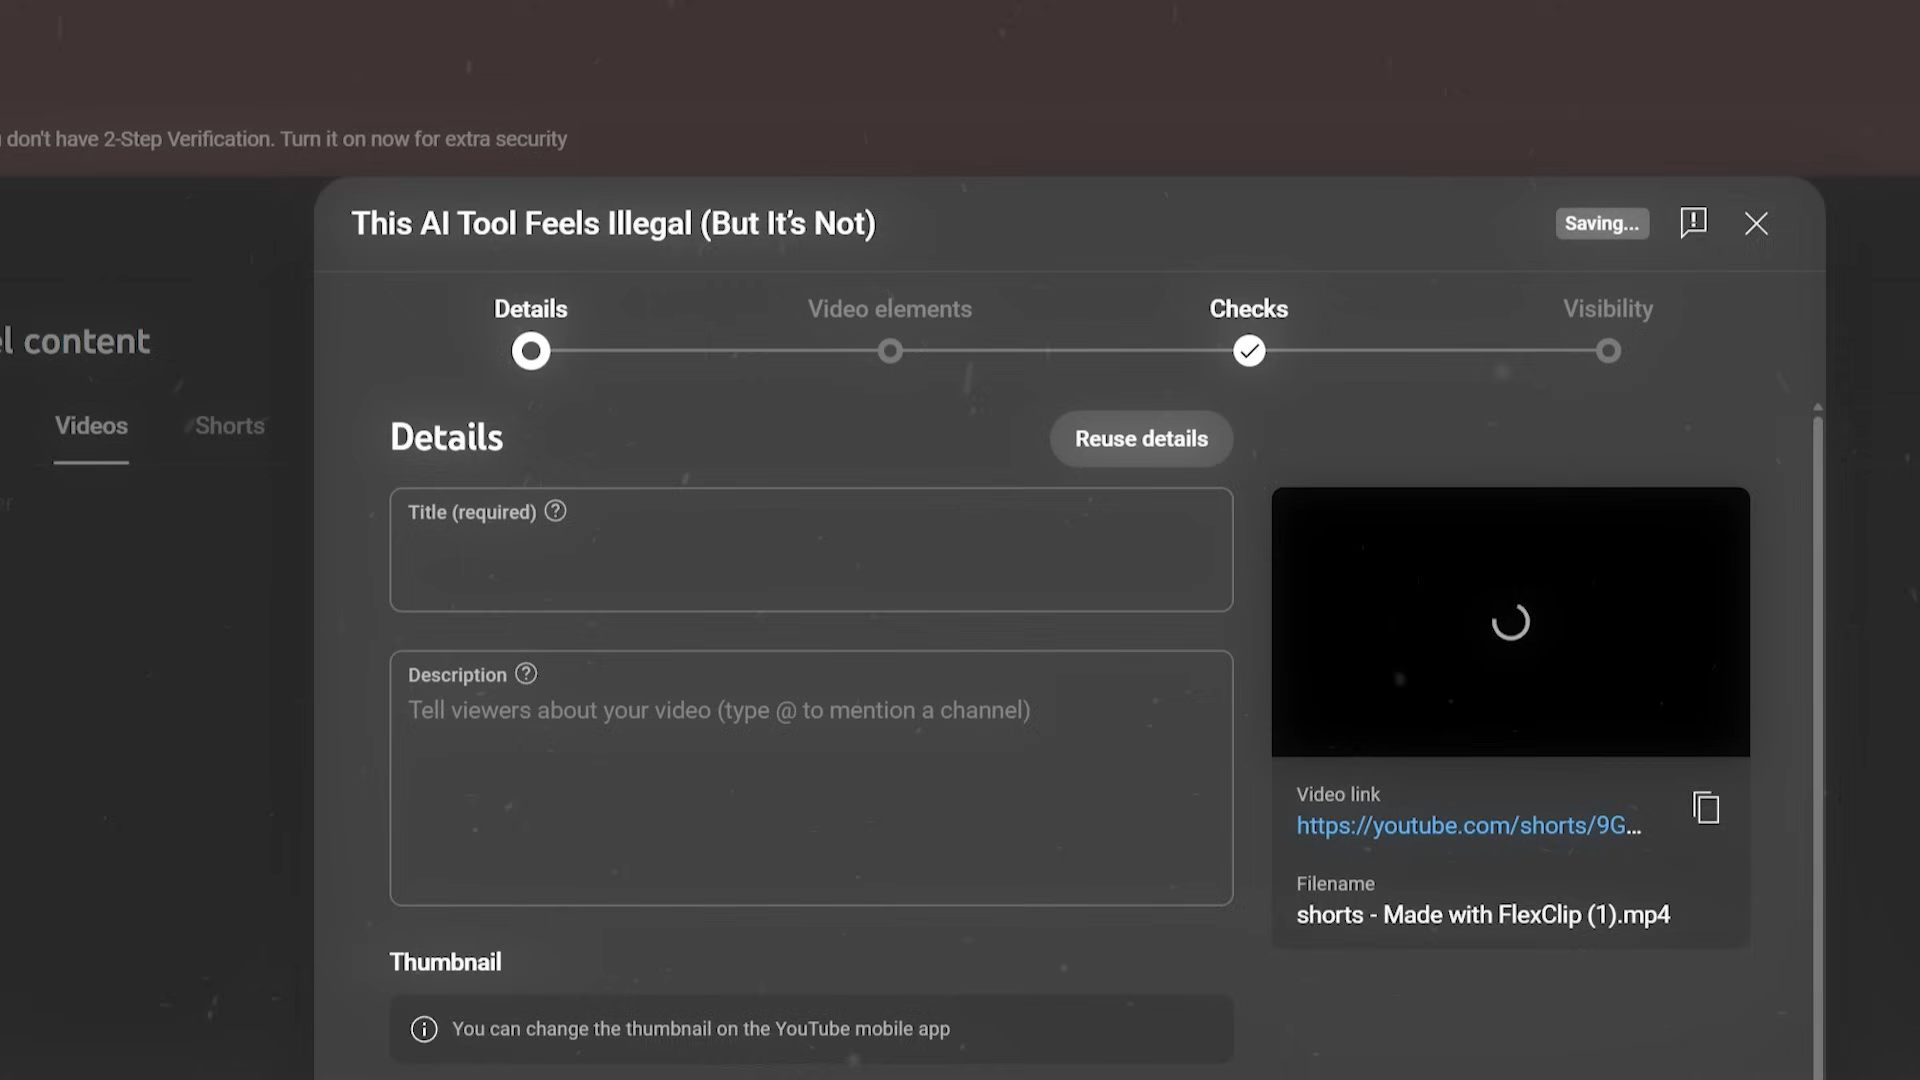 don't have 2-Step Verification. Turn it on now for extra security
This AI Tool Feels Illegal (But It’s Not)
Saving...
Details
Video elements
Checks
Visibility
content
Videos
Shorts
Details
Reuse details
Title (required)
Description
Tell viewers about your video (type @ to mention a channel)
Video link
https://youtube.com/shorts/9G...
Filename
shorts - Made with FlexClip (1).mp4
Thumbnail
You can change the thumbnail on the YouTube mobile app